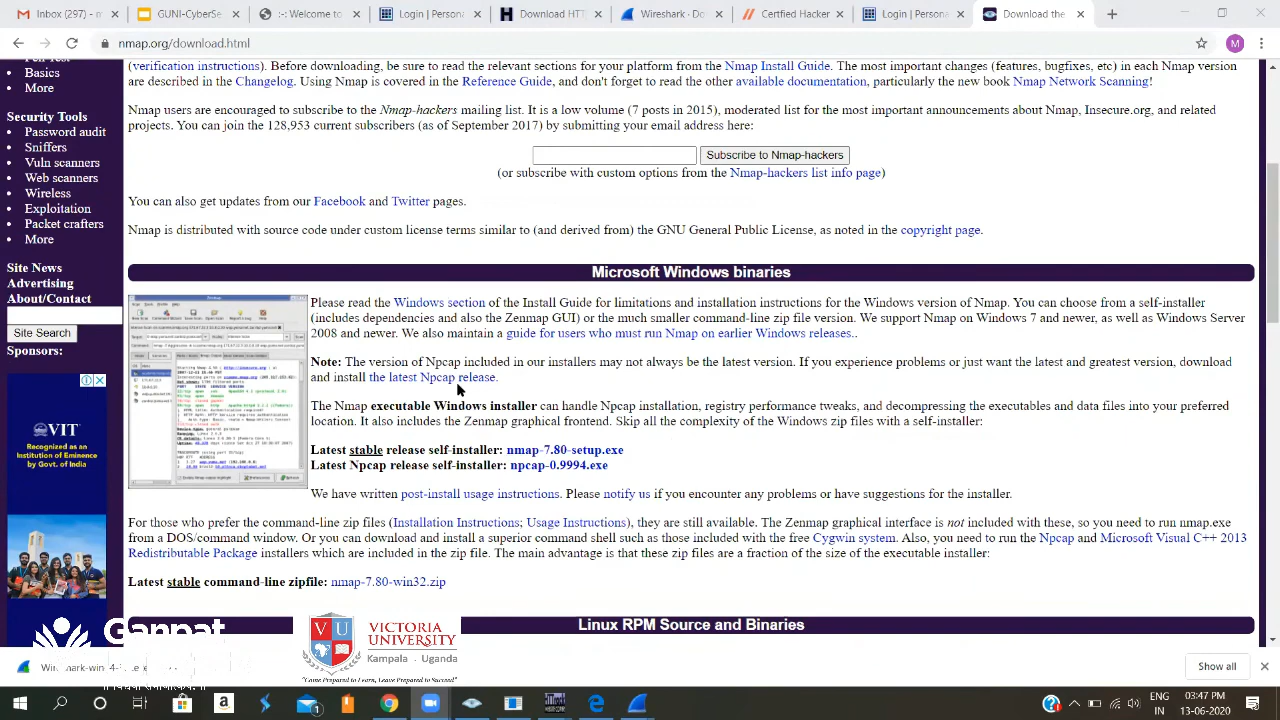 Inbox (297) - m
GUNI-CyberSe
:- Welcome to
Login | Persona
Download | H
Wireshark · Do
Certified Hacker
Login | Persona
Download the
nmap.org/download.html
M
Basics
More
Security Tools
Password audit
Sniffers
Vuln scanners
Web scanners
Wireless
Exploitation
Packet crafters
More
Site News
Advertising
About/Contact
Site Search
Sponsors:
VIT
Recognized as an
Institution of Eminence
by Govt. of India
(verification instructions). Before downloading, be sure to read the relevant sections for your platform from the Nmap Install Guide. The most important changes (features, bugfixes, etc) in each Nmap version
are described in the Changelog. Using Nmap is covered in the Reference Guide, and don't forget to read the other available documentation, particularly the new book Nmap Network Scanning!
Nmap users are encouraged to subscribe to the Nmap-hackers mailing list. It is a low volume (7 posts in 2015), moderated list for the most important announcements about Nmap, Insecure.org, and related
projects. You can join the 128,953 current subscribers (as of September 2017) by submitting your email address here:
Subscribe to Nmap-hackers
(or subscribe with custom options from the Nmap-hackers list info page)
You can also get updates from our Facebook and Twitter pages.
Nmap is distributed with source code under custom license terms similar to (and derived from) the GNU General Public License, as noted in the copyright page.
Microsoft Windows binaries
Please read the Windows section of the Install Guide for limitations and installation instructions for the Windows version of Nmap. You can choose from a self-installer
(includes dependencies and also the Zenmap GUI) or the much smaller command-line zip file version. We support Nmap on Windows 7 and newer, as well as Windows Server
2008 and newer. We also maintain a guide for users who must run Nmap on earlier Windows releases.
Note: The version of Npcap included in our installers may not always be the latest version. If you experience problems or just want the latest and greatest version, download
and install the latest Npcap release.
The Nmap executable Windows installer can handle Npcap installation, registry performance tweaks, and decompressing the executables and data files into your preferred
location. It also includes the Zenmap graphical frontend. Skip all the complexity of the Windows zip files with a self-installer:
Latest stable release self-installer: nmap-7.80-setup.exe
Latest Npcap release self-installer: npcap-0.9994.exe
We have written post-install usage instructions. Please notify us if you encounter any problems or have suggestions for the installer.
For those who prefer the command-line zip files (Installation Instructions; Usage Instructions), they are still available. The Zenmap graphical interface is not included with these, so you need to run nmap.exe
from a DOS/command window. Or you can download and install a superior command shell such as those included with the free Cygwin system. Also, you need to run the Npcap and Microsoft Visual C++ 2013
Redistributable Package installers which are included in the zip file. The main advantage is that these zip files are a fraction of the size of the executable installer:
Latest stable command-line zipfile: nmap-7.80-win32.zip
Linux RPM Source and Binaries
Ganpat
V U
VICTORIA
UNIVERSITY
Kampala - Uganda
"Come Prepared to Learn, Leave Prepared to Succeed"
Show all
ENG
IN
03:47 PM
13-06-2020